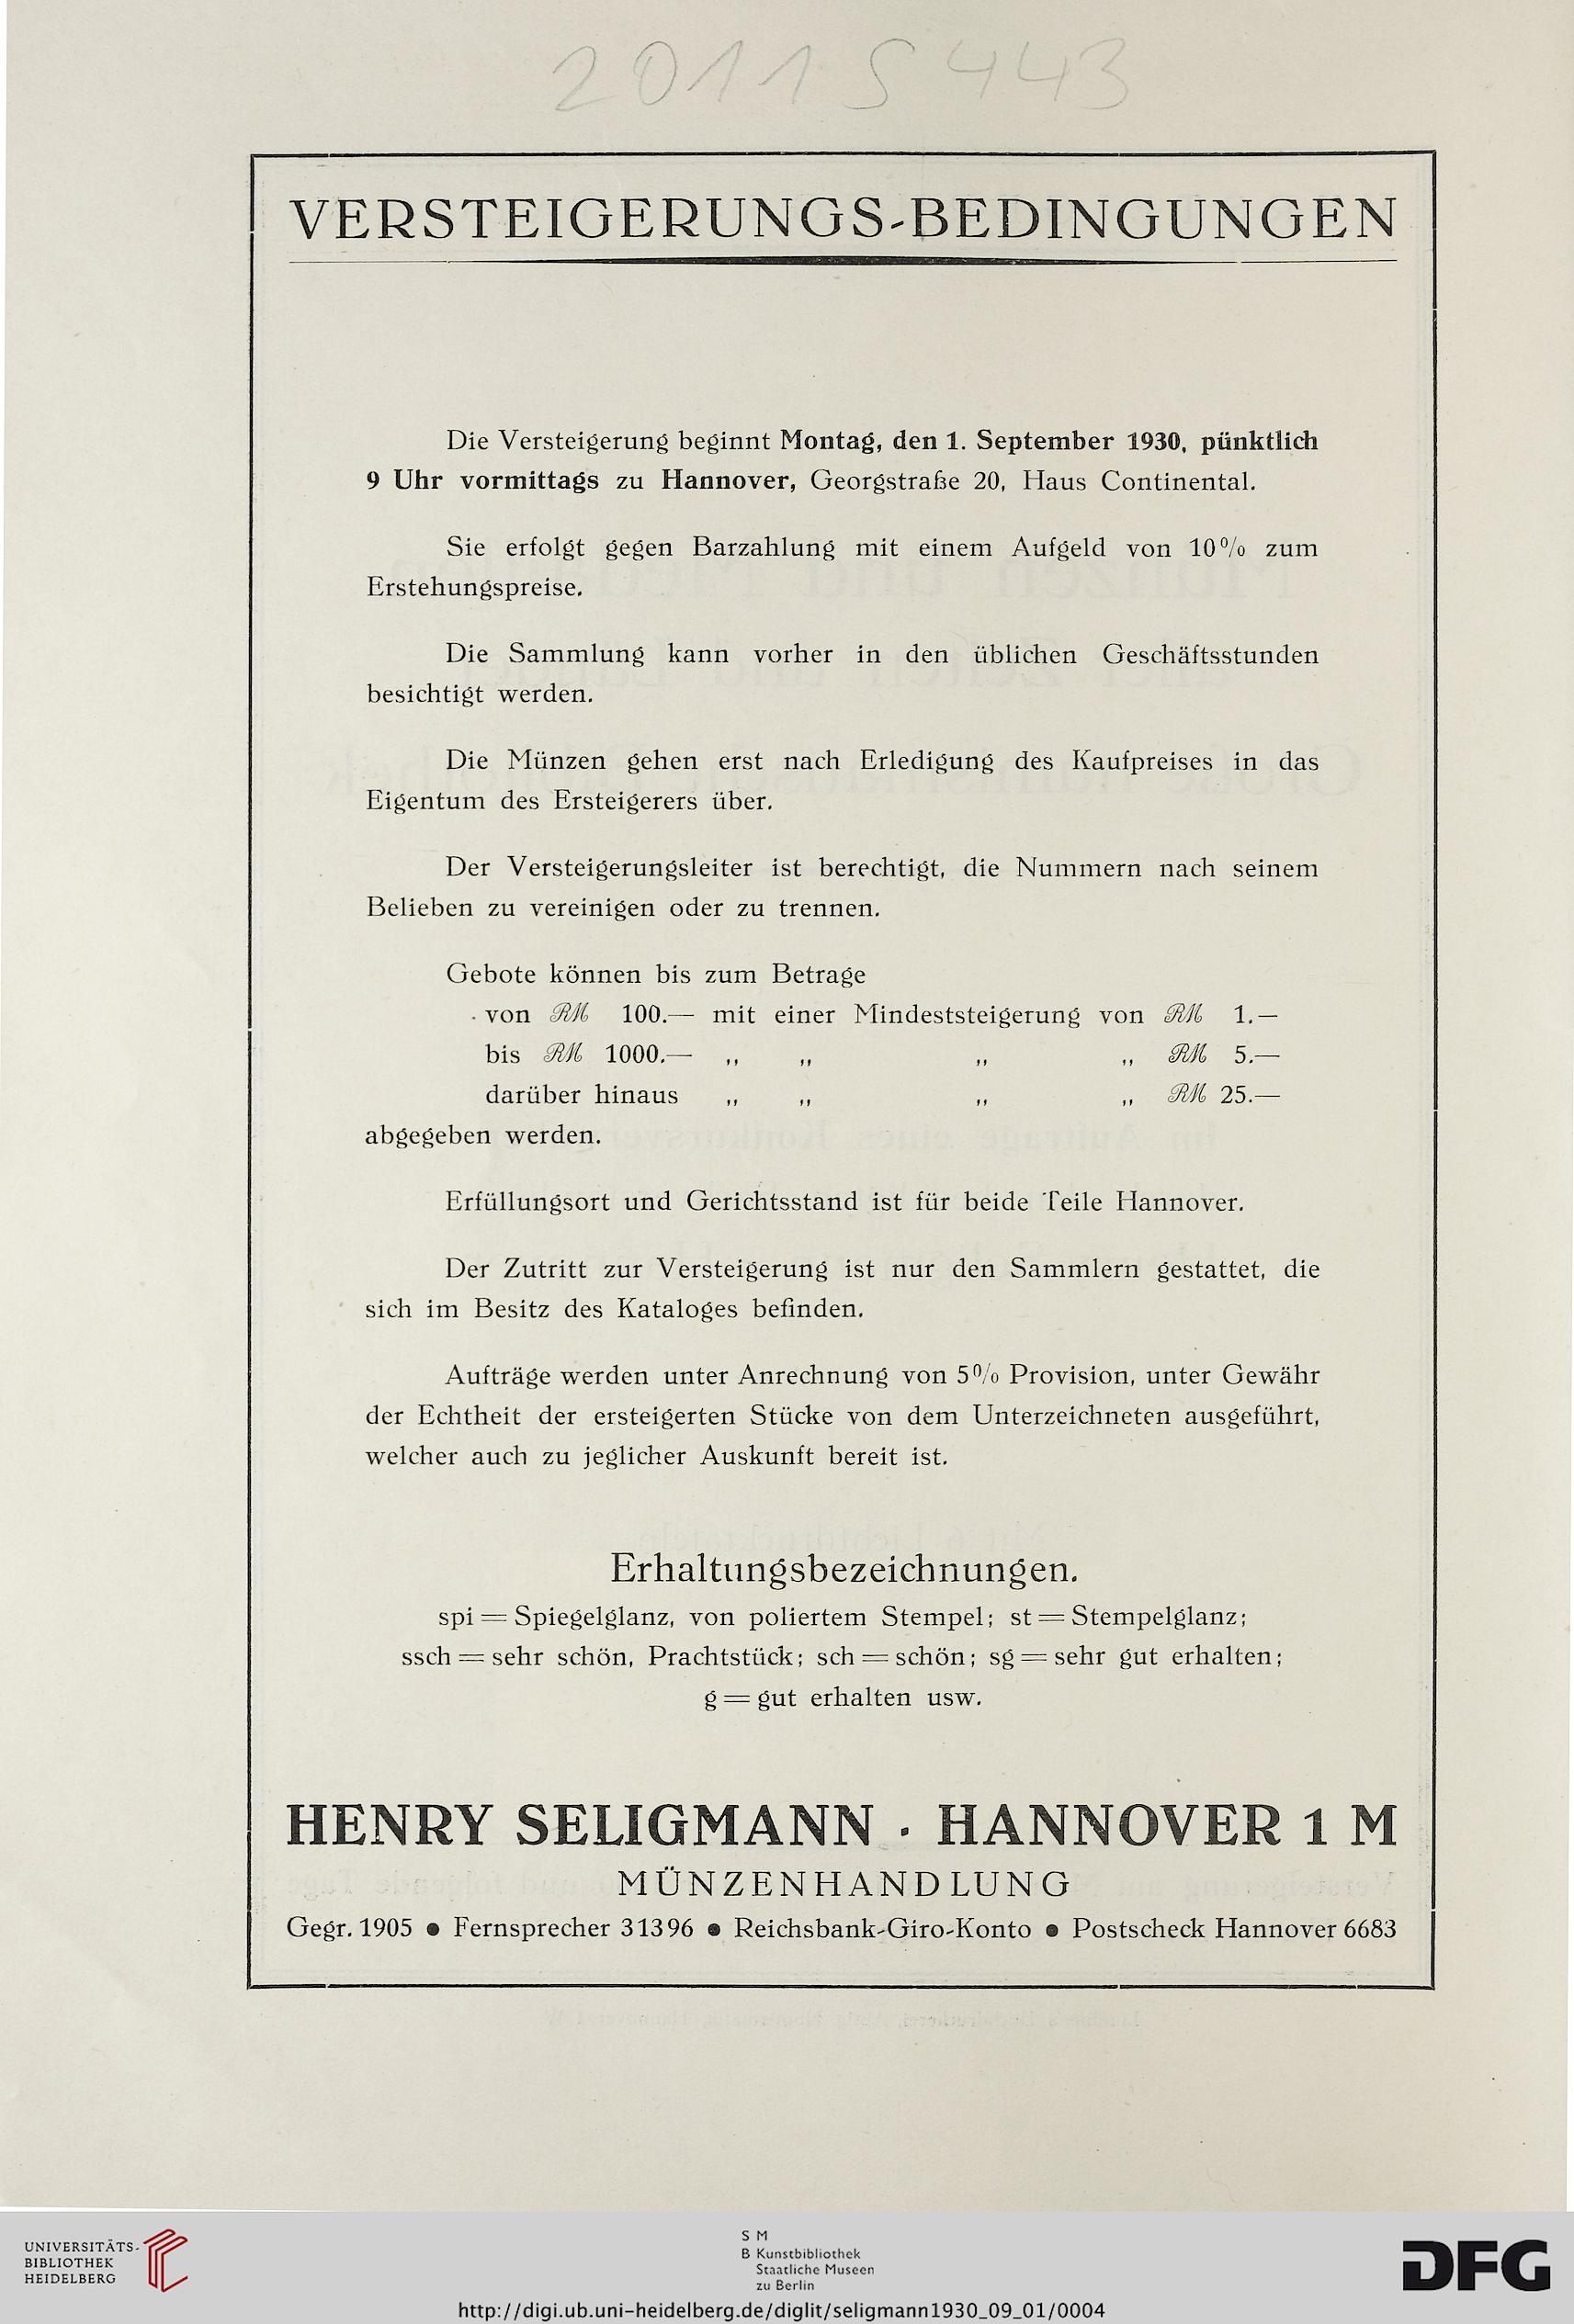 2011 S 443
VERSTEIGERUNGS-BEDINGUNGEN
Die Versteigerung beginnt Montag, den 1. September 1930, pünktlich
9 Uhr vormittags zu Hannover, Georgstraße 20, Haus Continental.
Sie erfolgt gegen Barzahlung mit einem Aufgeld von 10% zum
Erstehungspreise.
Die Sammlung kann vorher in den üblichen Geschäftsstunden
besichtigt werden.
Die Münzen gehen erst nach Erledigung des Kaufpreises in das
Eigentum des Ersteigerers über.
Der Versteigerungsleiter ist berechtigt, die Nummern nach seinem
Belieben zu vereinigen oder zu trennen.
Gebote können bis zum Betrage
von RM 100.— mit einer Mindeststeigerung von RM 1.—
bis RM 1000.— „ „ „ „ RM 5.—
darüber hinaus „ „ „ „ RM 25.—
abgegeben werden.
Erfüllungsort und Gerichtsstand ist für beide Teile Hannover.
Der Zutritt zur Versteigerung ist nur den Sammlern gestattet, die
sich im Besitz des Kataloges befinden.
Aufträge werden unter Anrechnung von 5% Provision, unter Gewähr
der Echtheit der ersteigerten Stücke von dem Unterzeichneten ausgeführt,
welcher auch zu jeglicher Auskunft bereit ist.
Erhaltungsbezeichnungen.
spi = Spiegelglanz, von poliertem Stempel; st = Stempelglanz;
ssch = sehr schön, Prachtstück; sch = schön; sg = sehr gut erhalten;
g = gut erhalten usw.
HENRY SELIGMANN · HANNOVER 1 M
MÜNZENHANDLUNG
Gegr. 1905 ● Fernsprecher 31396 ● Reichsbank-Giro-Konto ● Postscheck Hannover 6683
UNIVERSITÄTS-
BIBLIOTHEK
HEIDELBERG
S M
B Kunstbibliothek
Staatliche Museen
zu Berlin
DFG
http://digi.ub.uni-heidelberg.de/diglit/seligmann1930_09_01/0004